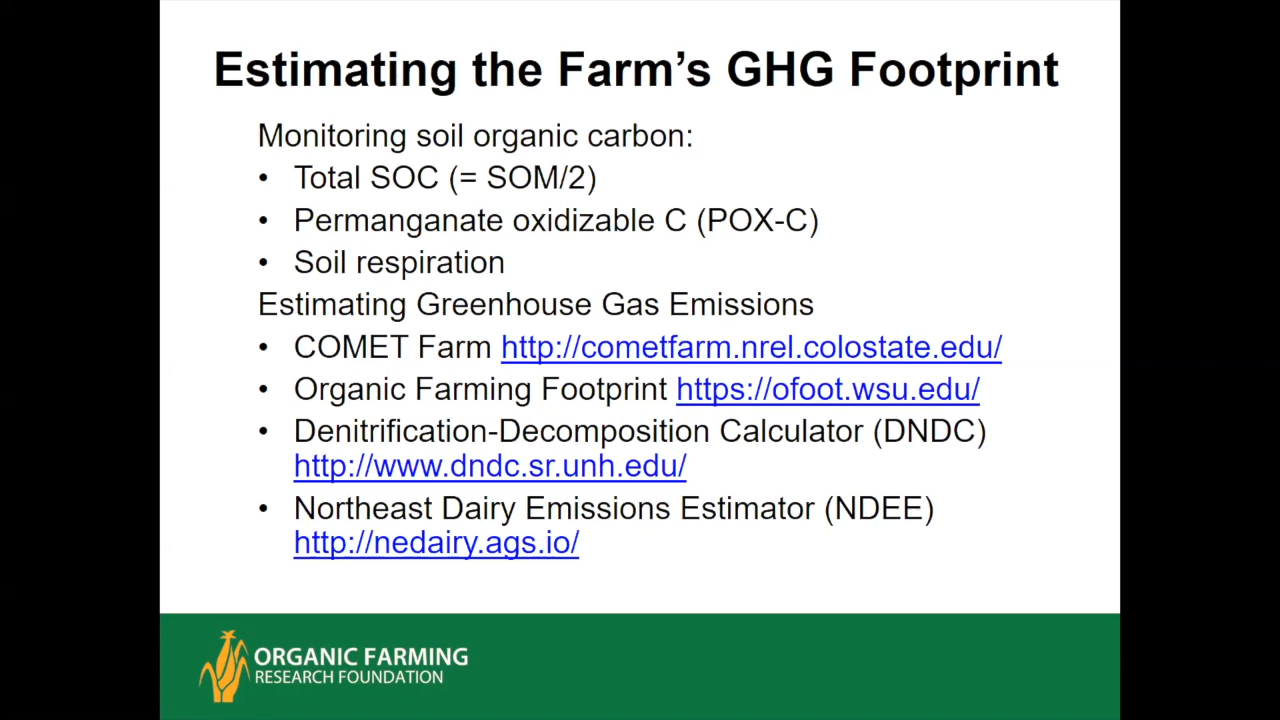 Estimating the Farm's GHG Footprint
Monitoring soil organic carbon:
• Total SOC (= SOM/2)
• Permanganate oxidizable C (POX-C)
• Soil respiration
Estimating Greenhouse Gas Emissions
• COMET Farm http://cometfarm.nrel.colostate.edu/
• Organic Farming Footprint https://ofoot.wsu.edu/
• Denitrification-Decomposition Calculator (DNDC)
http://www.dndc.sr.unh.edu/
• Northeast Dairy Emissions Estimator (NDEE)
http://nedairy.ags.io/
ORGANIC FARMING
RESEARCH FOUNDATION